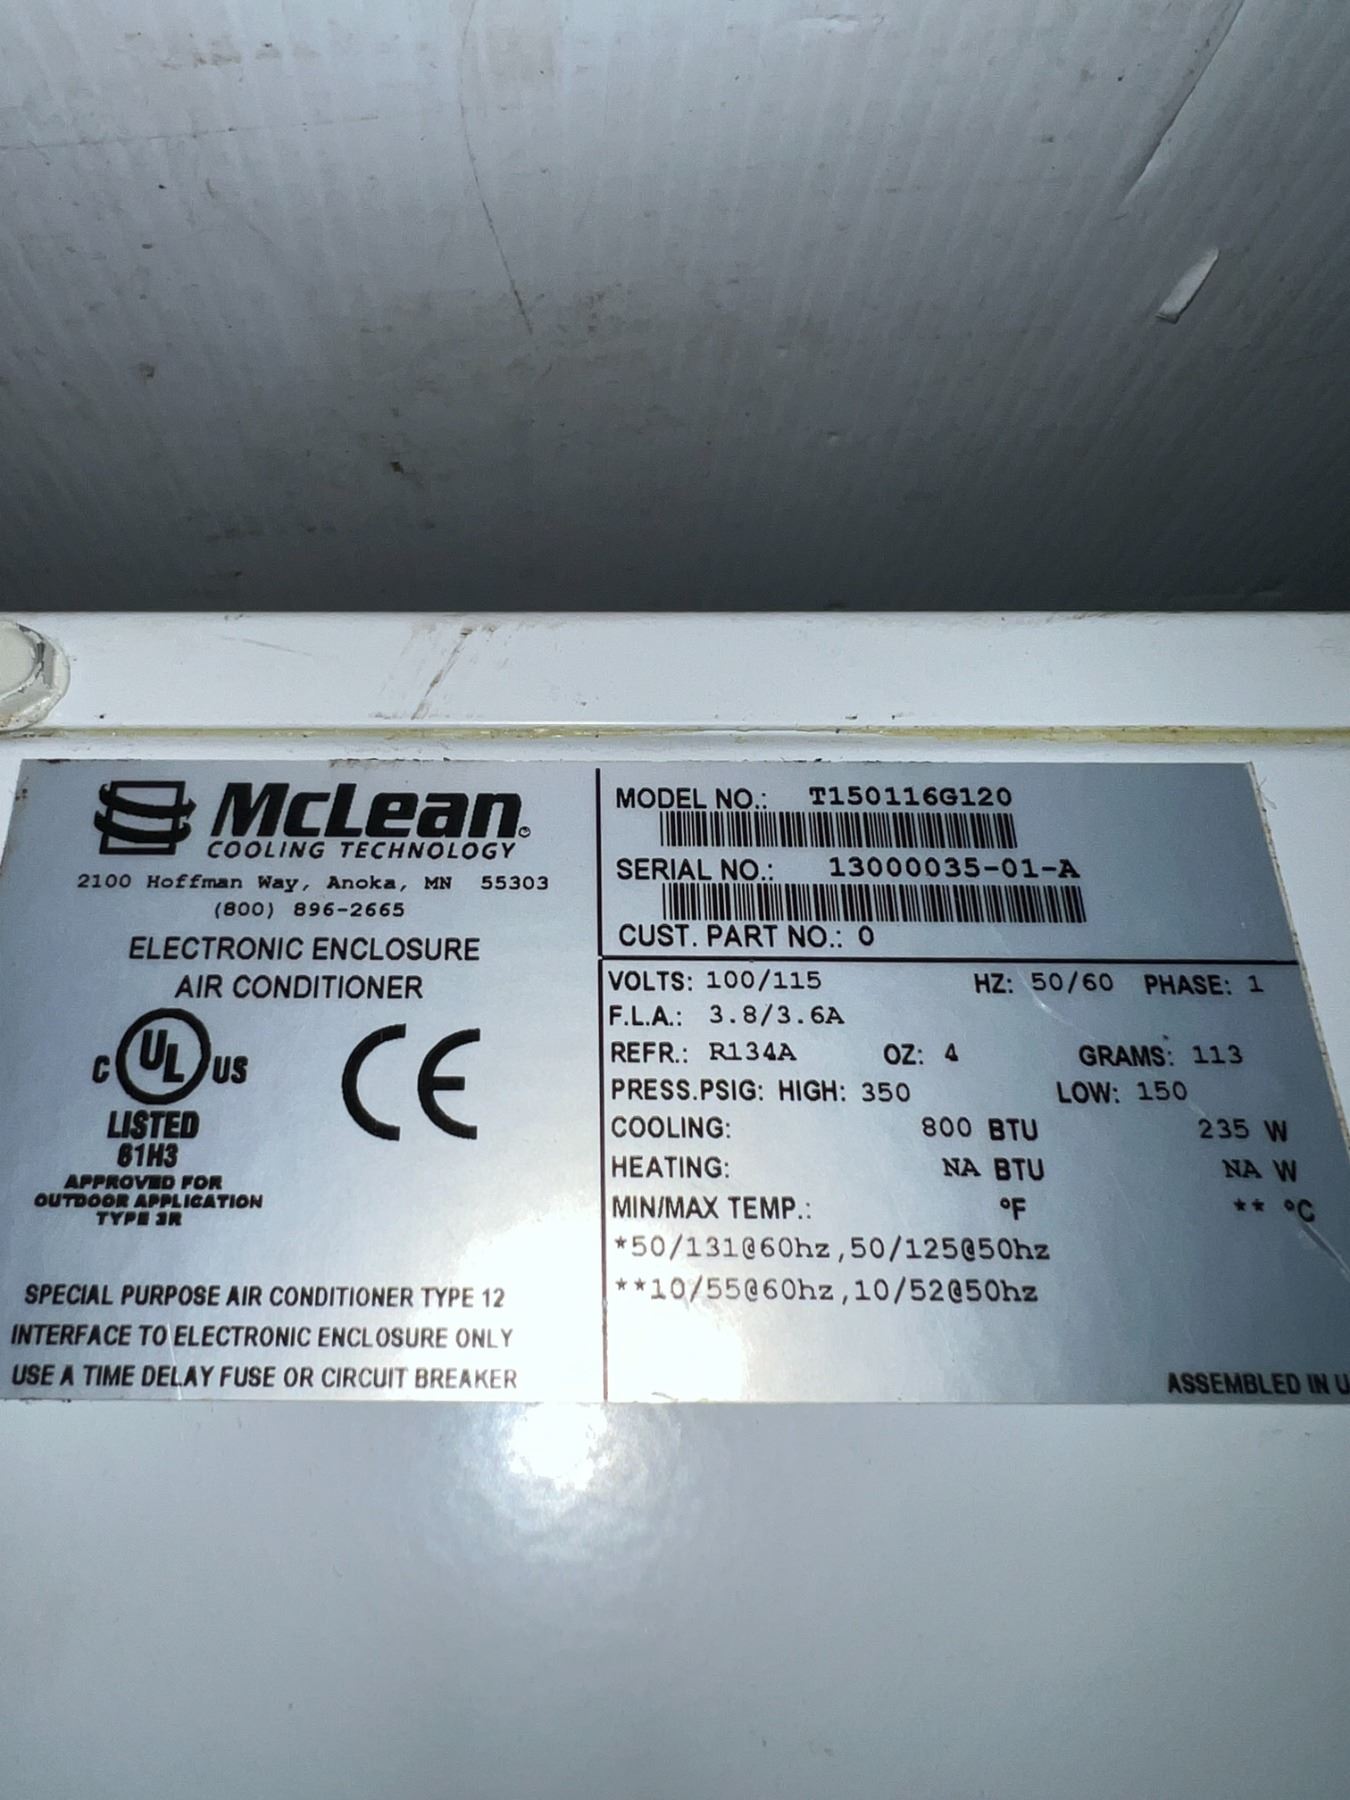 McLean
COOLING TECHNOLOGY
2100 Hoffman Way, Anoka, MN 55303
(800) 896-2665
ELECTRONIC ENCLOSURE
AIR CONDITIONER
C UL US
LISTED
61H3
APPROVED FOR
OUTDOOR APPLICATION
TYPE 3R
CE
SPECIAL PURPOSE AIR CONDITIONER TYPE 12
INTERFACE TO ELECTRONIC ENCLOSURE ONLY
USE A TIME DELAY FUSE OR CIRCUIT BREAKER
MODEL NO.: T150116G120
SERIAL NO.: 13000035-01-A
CUST. PART NO.: 0
VOLTS: 100/115 HZ: 50/60 PHASE: 1
F.L.A.: 3.8/3.6A
REFR.: R134A OZ: 4 GRAMS: 113
PRESS.PSIG: HIGH: 350 LOW: 150
COOLING: 800 BTU 235 W
HEATING: NA BTU NA W
MIN/MAX TEMP.: °F ** °C
*50/131@60hz,50/125@50hz
**10/55@60hz,10/52@50hz
ASSEMBLED IN